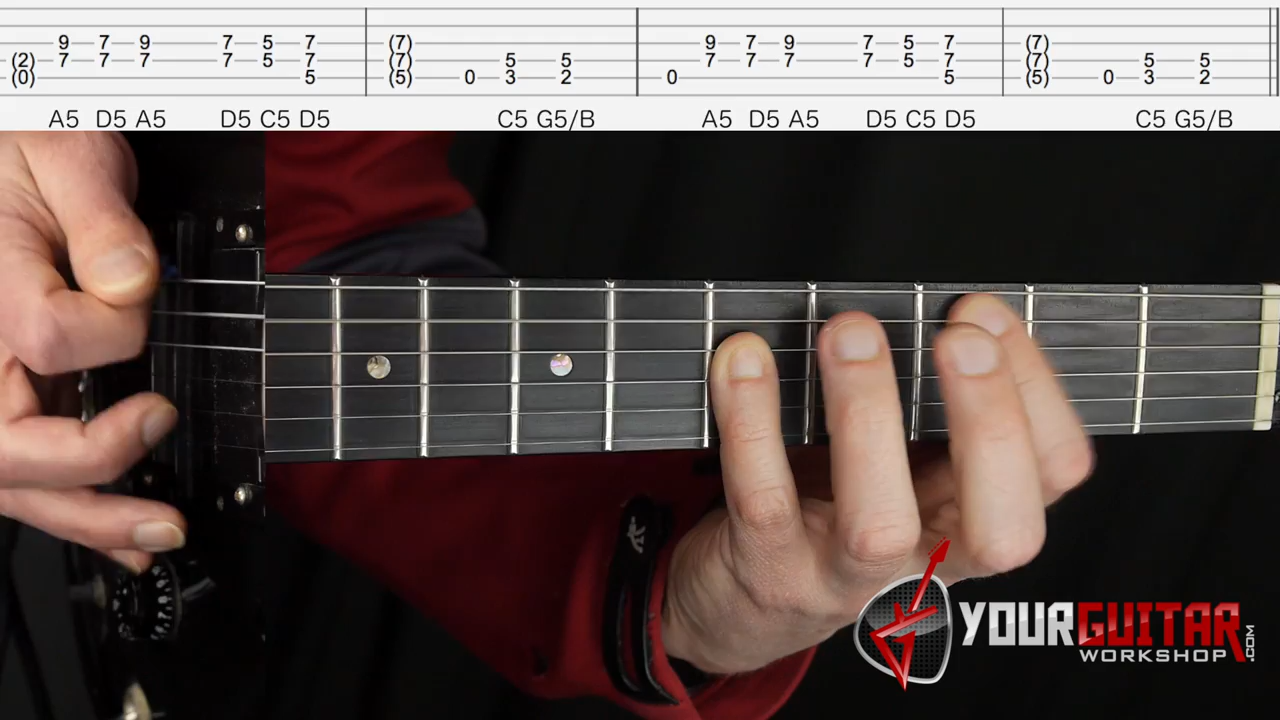 9 7 9 7 5 7 (7) 9 7 9 7 5 7 (7)
(2) 7 7 7 7 5 7 (7) 5 5 7 7 7 7 5 7 (7) 5 5
(0) 5 (5) 0 3 2 0 5 (5) 0 3 2
A5 D5 A5 D5 C5 D5 C5 G5/B A5 D5 A5 D5 C5 D5 C5 G5/B
YOURGUITAR.COM
WORKSHOP